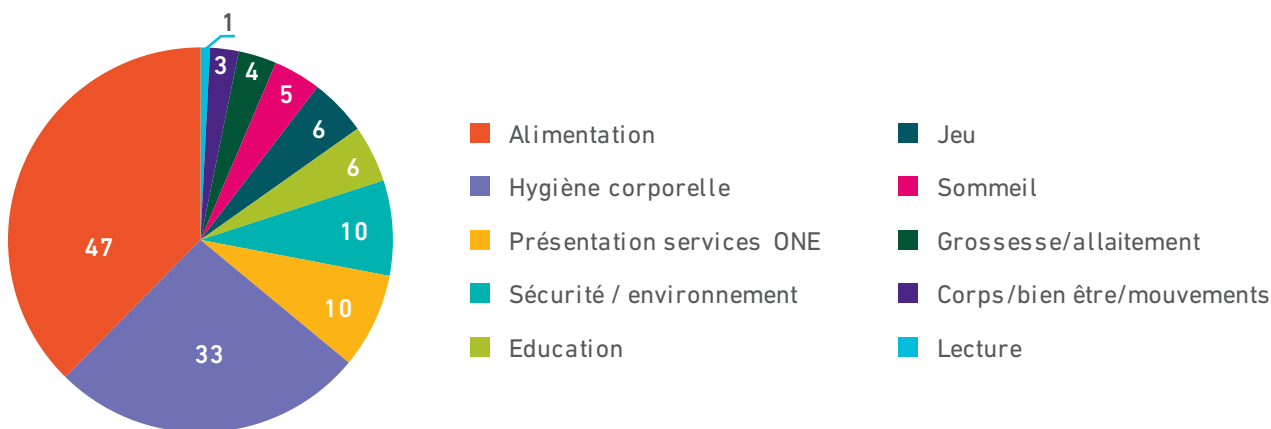 1
3
4
5
6
6
10
10
33
47
Alimentation
Hygiène corporelle
Présentation services ONE
Sécurité / environnement
Education
Jeu
Sommeil
Grossesse/allaitement
Corps/bien être/mouvements
Lecture